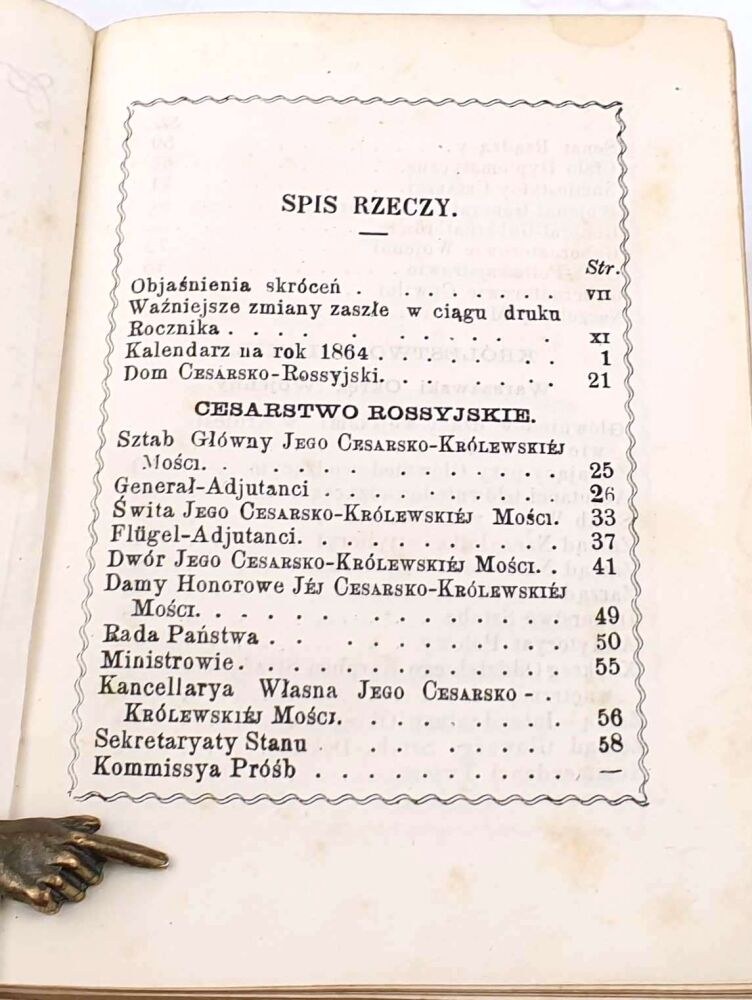 SPIS RZECZY.
Str.
Objaśnienia skróceń . . . . . . . . VII
Ważniejsze zmiany zaszłe w ciągu druku
Rocznika . . . . . . . . . . . XI
Kalendarz na rok 1864 . . . . . . . 1
Dom Cesarsko-Rossyjski. . . . . . . 21
CESARSTWO ROSSYJSKIE.
Sztab Główny Jego Cesarsko-Królewskiéj
Mości. . . . . . . . . . . . 25
Generał-Adjutanci . . . . . . . . . 26
Świta Jego Cesarsko-Królewskiéj Mości. 33
Flügel-Adjutanci. . . . . . . . . . 37
Dwór Jego Cesarsko-Królewskiéj Mości. . 41
Damy Honorowe Jéj Cesarsko-Królewskiéj
Mości. . . . . . . . . . . . 49
Rada Państwa . . . . . . . . . . 50
Ministrowie. . . . . . . . . . . . 55
Kancellarya Własna Jego Cesarsko- .
Królewskiéj Mości. . . . . . . . 56
Sekretaryaty Stanu . . . . . . . . 58
Kommissya Próśb . . . . . . . . . —